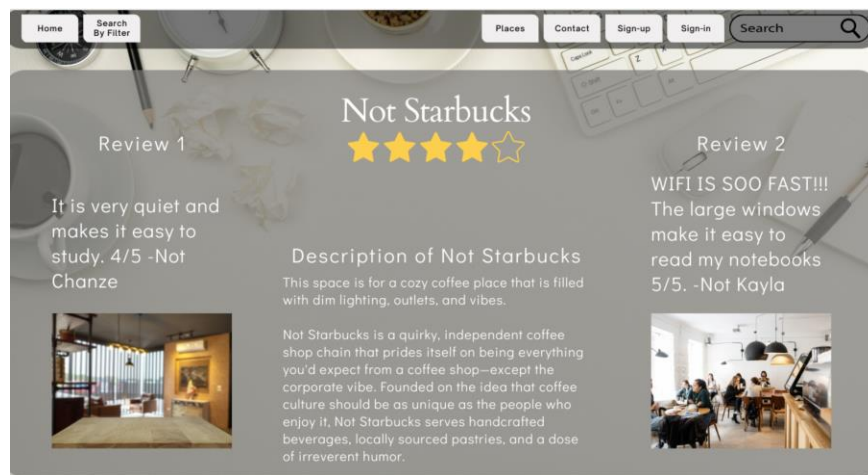 Home
Search
By Filter
Places
Contact
Sign-up
Sign-in
Search
Not Starbucks
Review 1
It is very quiet and
makes it easy to
study. 4/5 -Not
Chanze
Description of Not Starbucks
This space is for a cozy coffee place that is filled
with dim lighting, outlets, and vibes.
Not Starbucks is a quirky, independent coffee
shop chain that prides itself on being everything
you'd expect from a coffee shop—except the
corporate vibe. Founded on the idea that coffee
culture should be as unique as the people who
enjoy it, Not Starbucks serves handcrafted
beverages, locally sourced pastries, and a dose
of irreverent humor.
Review 2
WIFI IS SOO FAST!!!
The large windows
make it easy to
read my notebooks
5/5. -Not Kayla